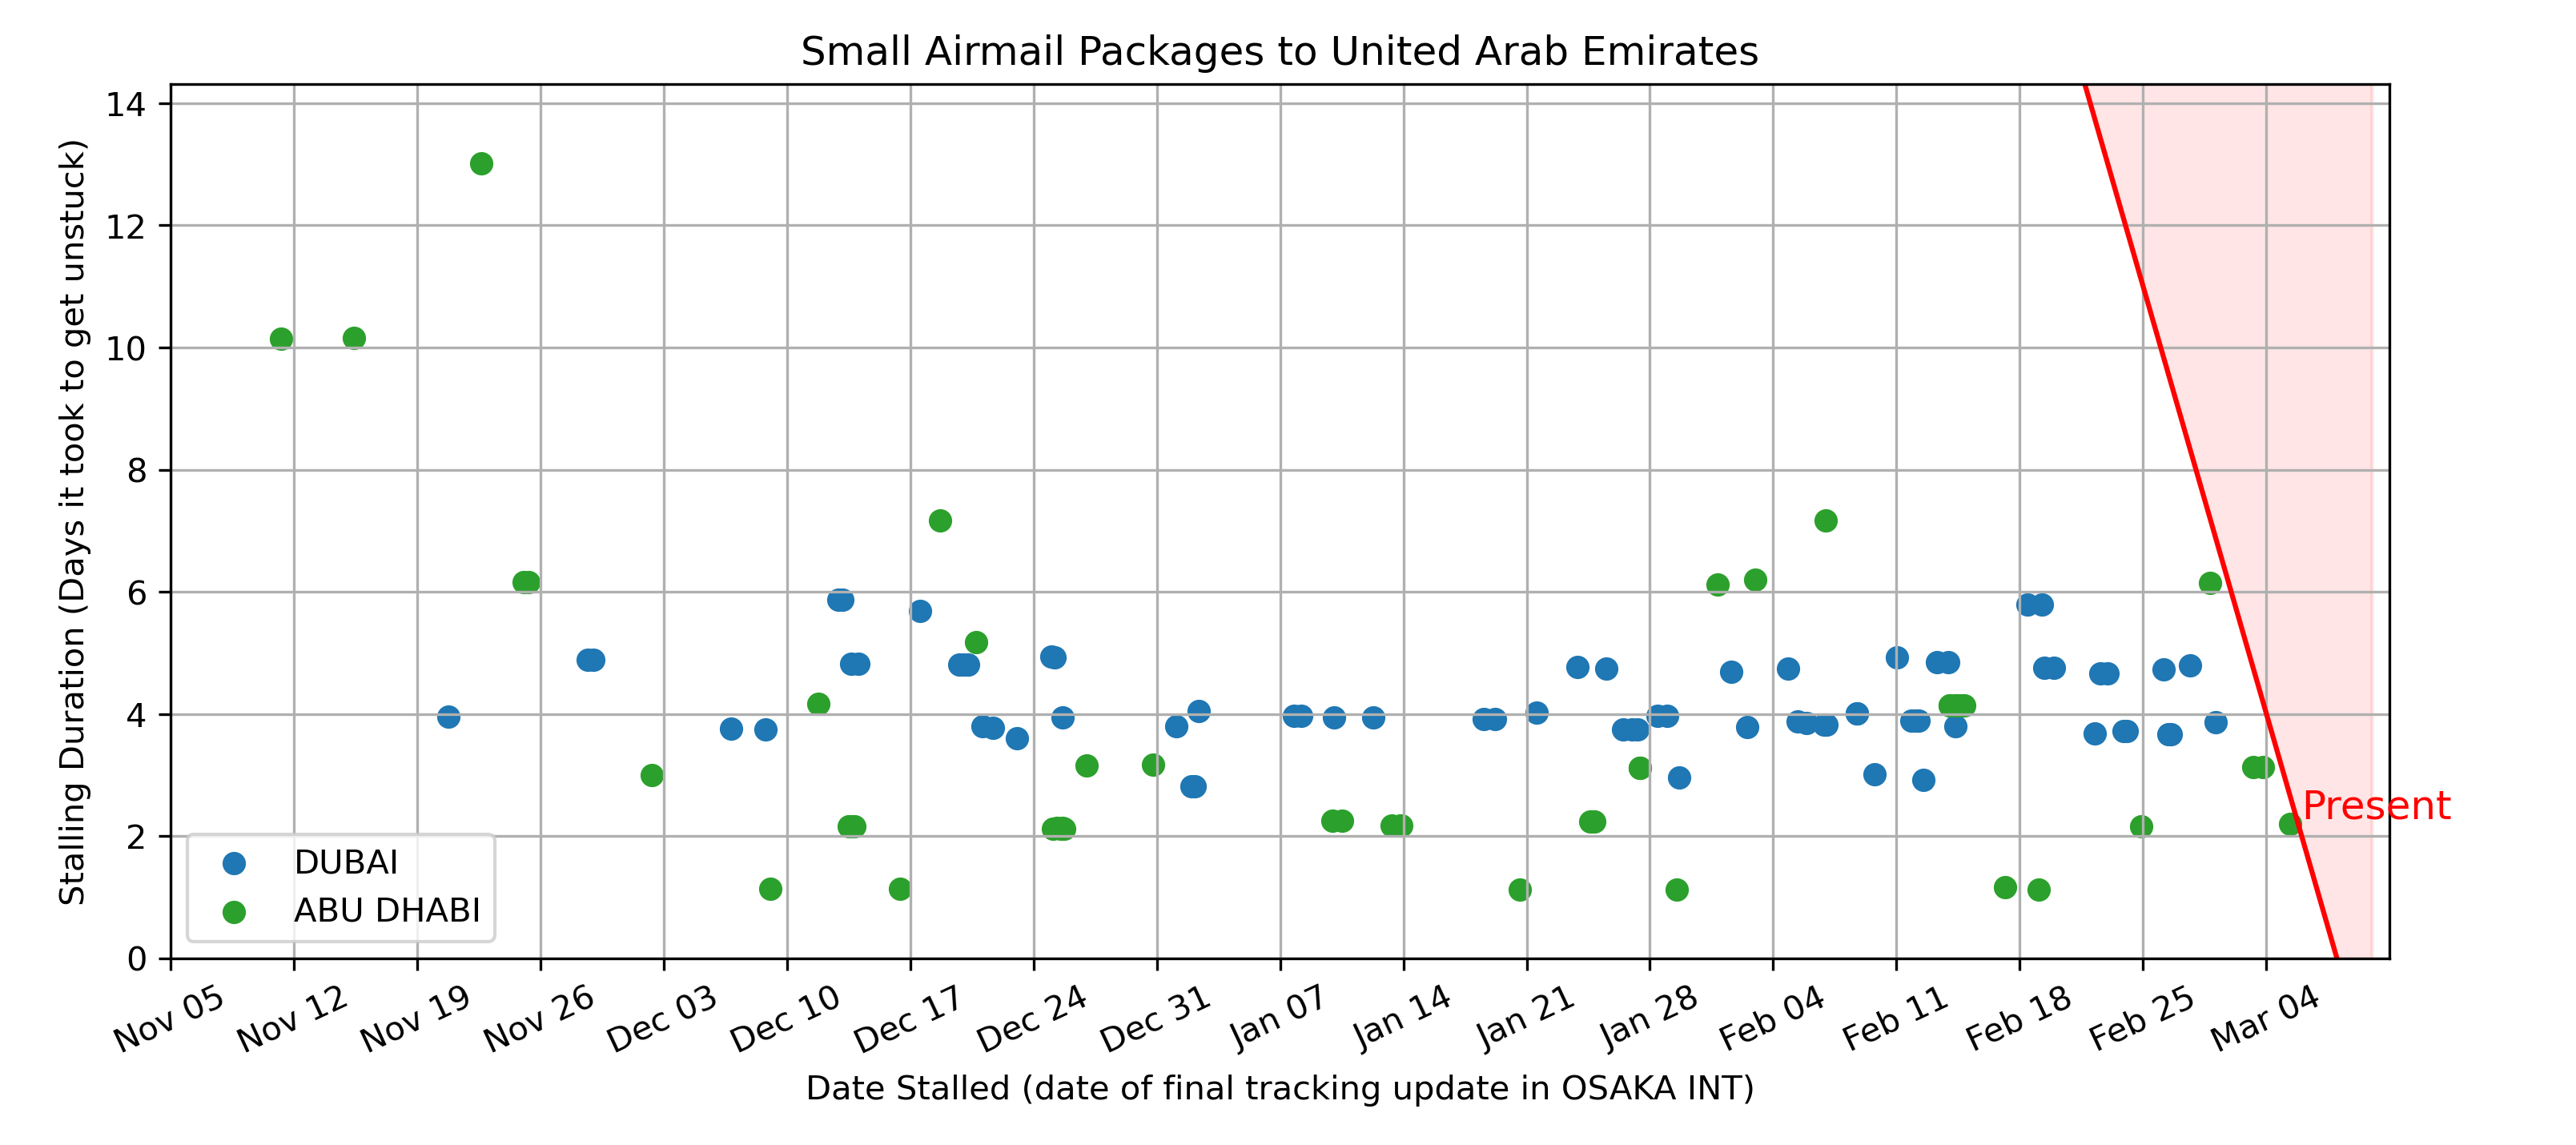 Small Airmail Packages to United Arab Emirates
Stalling Duration (Days it took to get unstuck)
14
12
10
8
6
4
2
0
Present
DUBAI
ABU DHABI
Nov 05
Nov 12
Nov 19
Nov 26
Dec 03
Dec 10
Dec 17
Dec 24
Dec 31
Jan 07
Jan 14
Jan 21
Jan 28
Feb 04
Feb 11
Feb 18
Feb 25
Mar 04
Date Stalled (date of final tracking update in OSAKA INT)